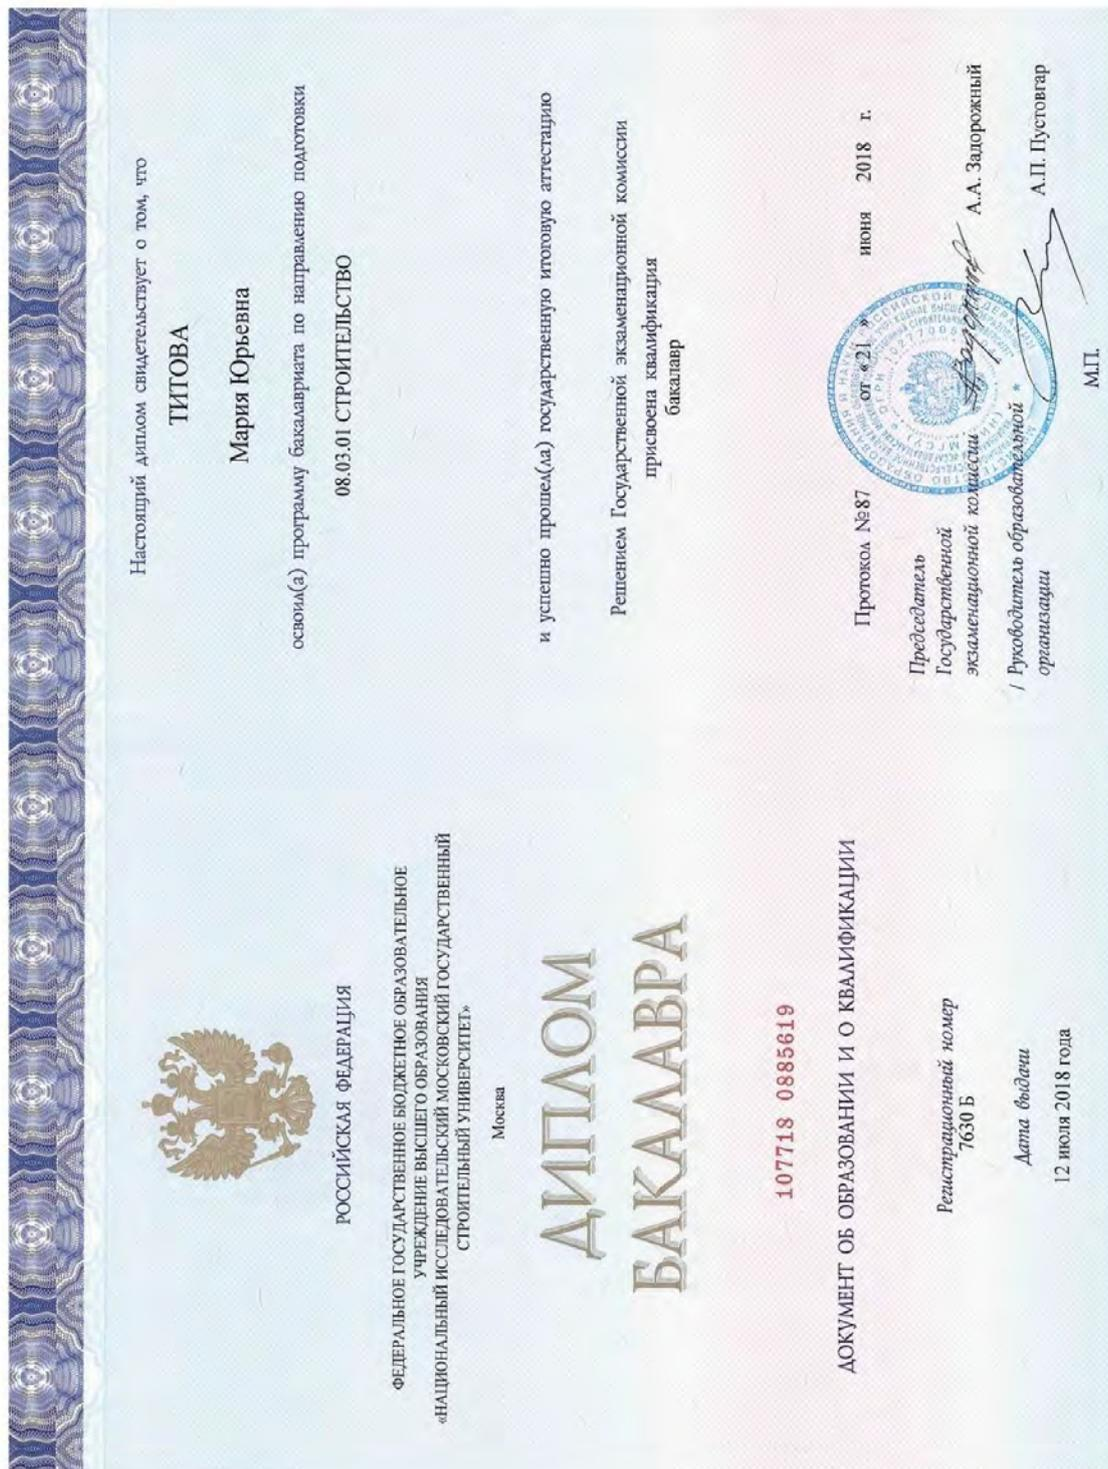 РОССИЙСКАЯ ФЕДЕРАЦИЯ
ФЕДЕРАЛЬНОЕ ГОСУДАРСТВЕННОЕ БЮДЖЕТНОЕ ОБРАЗОВАТЕЛЬНОЕ
УЧРЕЖДЕНИЕ ВЫСШЕГО ОБРАЗОВАНИЯ
«НАЦИОНАЛЬНЫЙ ИССЛЕДОВАТЕЛЬСКИЙ МОСКОВСКИЙ ГОСУДАРСТВЕННЫЙ
СТРОИТЕЛЬНЫЙ УНИВЕРСИТЕТ»
Москва
ДИПЛОМ
БАКАЛАВРА
107718 0885619
ДОКУМЕНТ ОБ ОБРАЗОВАНИИ И О КВАЛИФИКАЦИИ
Регистрационный номер
7630 Б
Дата выдачи
12 июля 2018 года
Настоящий диплом свидетельствует о том, что
ТИТОВА
Мария Юрьевна
освоил(а) программу бакалавриата по направлению подготовки
08.03.01 СТРОИТЕЛЬСТВО
и успешно прошел(ла) государственную итоговую аттестацию
Решением Государственной экзаменационной комиссии
присвоена квалификация
бакалавр
Протокол №87 от «21 » июня 2018 г.
Председатель
Государственной
экзаменационной комиссии А.А. Задорожный
/ Руководитель образовательной
организации А.П. Пустовгар
М.П.